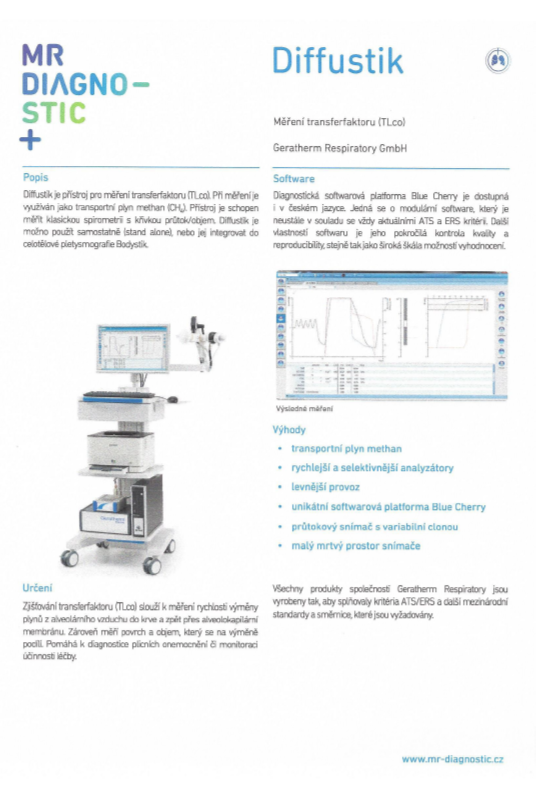 MR
DIAGNO–
STIC
+
Diffustik
Měření transferfaktoru (TLco)
Geratherm Respiratory GmbH
Popis
Diffustik je přístroj pro měření transferfaktoru (TLco). Při měření je
využíván jako transportní plyn methan (CH₄). Přístroj je schopen
měřit klasickou spirometrii s křivkou průtok/objem. Diffustik je
možno použít samostatně (stand alone), nebo jej integrovat do
celotělové pletysmografie Bodystik.
Software
Diagnostická softwarová platforma Blue Cherry je dostupná
i v českém jazyce. Jedná se o modulární software, který je
neustále v souladu se vždy aktuálními ATS a ERS kritérii. Další
vlastností softwaru je jeho pokročilá kontrola kvality a
reproducibility, stejně tak jako široká škála možností vyhodnocení.
Výsledné měření
Výhody
• transportní plyn methan
• rychlejší a selektivnější analyzátory
• levnější provoz
• unikátní softwarová platforma Blue Cherry
• průtokový snímač s variabilní clonou
• malý mrtvý prostor snímače
Geratherm
Určení
Zjišťování transferfaktoru (TLco) slouží k měření rychlosti výměny
plynů z alveolárního vzduchu do krve a zpět přes alveolokapilární
membránu. Zároveň měří povrch a objem, který se na výměně
podílí. Pomáhá k diagnostice plicních onemocnění či monitoraci
účinnosti léčby.
Všechny produkty společnosti Geratherm Respiratory jsou
vyrobeny tak, aby splňovaly kritéria ATS/ERS a další mezinárodní
standardy a směrnice, které jsou vyžadovány.
www.mr-diagnostic.cz